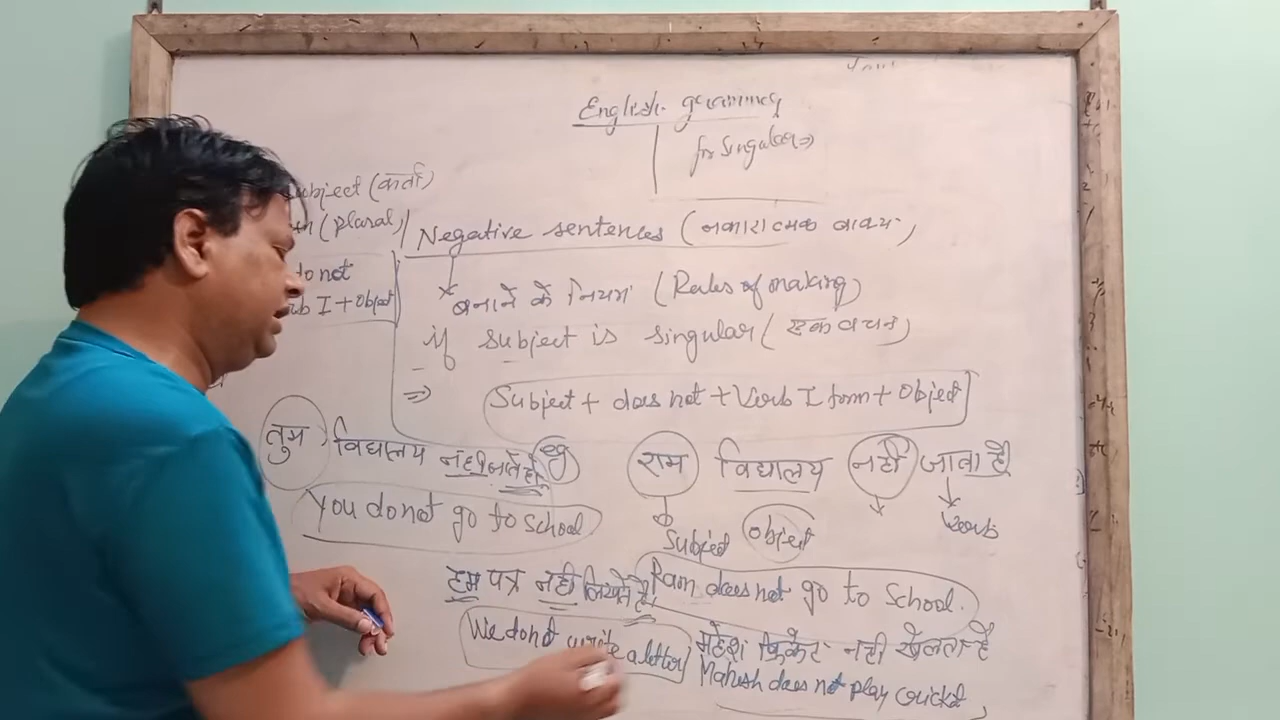 English grammar
for singular ⇒
Subject (कर्ता)
(plural)
Negative sentences (नकारात्मक वाक्य)
do not
I + Object
बनाने के नियम (Rules of making)
if subject is singular (एकवचन)
⇒ Subject + does not + Verb I form + Object
तुम विद्यालय नहीं जाते हो
राम विद्यालय नहीं जाता है
You do not go to School
Subject Object Verb
हम पत्र नहीं लिखते है।
Ram does not go to School.
We do not write a letter
महेश क्रिकेट नही खेलता है
Mahesh does not play cricket